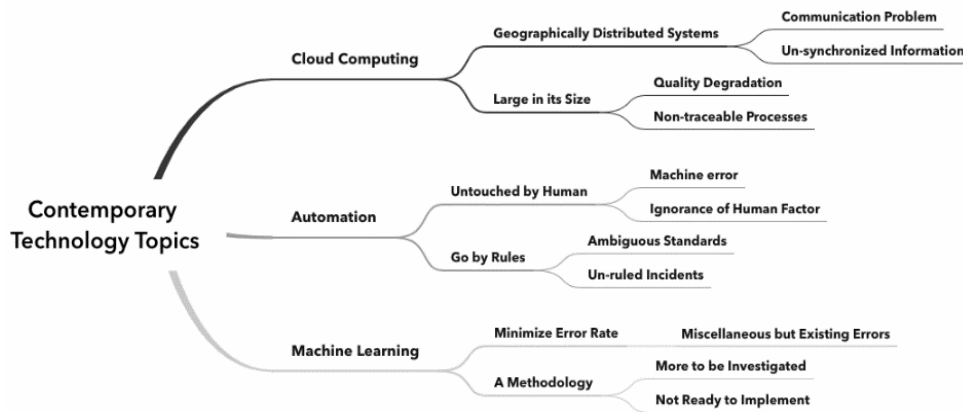 Contemporary
Technology Topics
Cloud Computing
Geographically Distributed Systems
Communication Problem
Un-synchronized Information
Large in its Size
Quality Degradation
Non-traceable Processes
Automation
Untouched by Human
Machine error
Ignorance of Human Factor
Go by Rules
Ambiguous Standards
Un-ruled Incidents
Machine Learning
Minimize Error Rate
Miscellaneous but Existing Errors
A Methodology
More to be Investigated
Not Ready to Implement